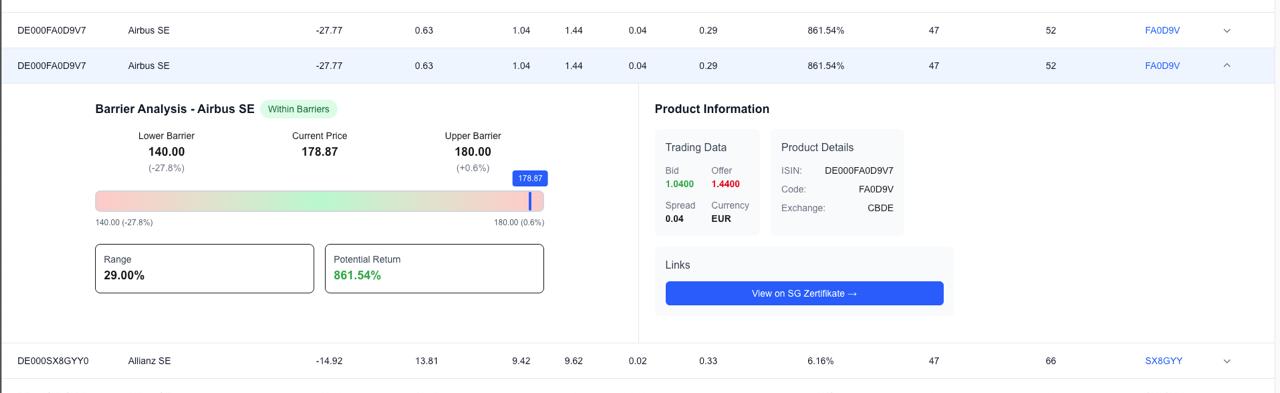 DE000FA0D9V7 Airbus SE -27.77 0.63 1.04 1.44 0.04 0.29 861.54% 47 52 FA0D9V
DE000FA0D9V7 Airbus SE -27.77 0.63 1.04 1.44 0.04 0.29 861.54% 47 52 FA0D9V
Barrier Analysis - Airbus SE Within Barriers
Lower Barrier Current Price Upper Barrier
140.00 178.87 180.00
(-27.8%) (+0.6%)
178.87
140.00 (-27.8%) 180.00 (0.6%)
Range
29.00%
Potential Return
861.54%
Product Information
Trading Data
Bid Offer
1.0400 1.4400
Spread Currency
0.04 EUR
Product Details
ISIN: DE000FA0D9V7
Code: FA0D9V
Exchange: CBDE
Links
View on SG Zertifikate →
DE000SX8GYY0 Allianz SE -14.92 13.81 9.42 9.62 0.02 0.33 6.16% 47 66 SX8GYY